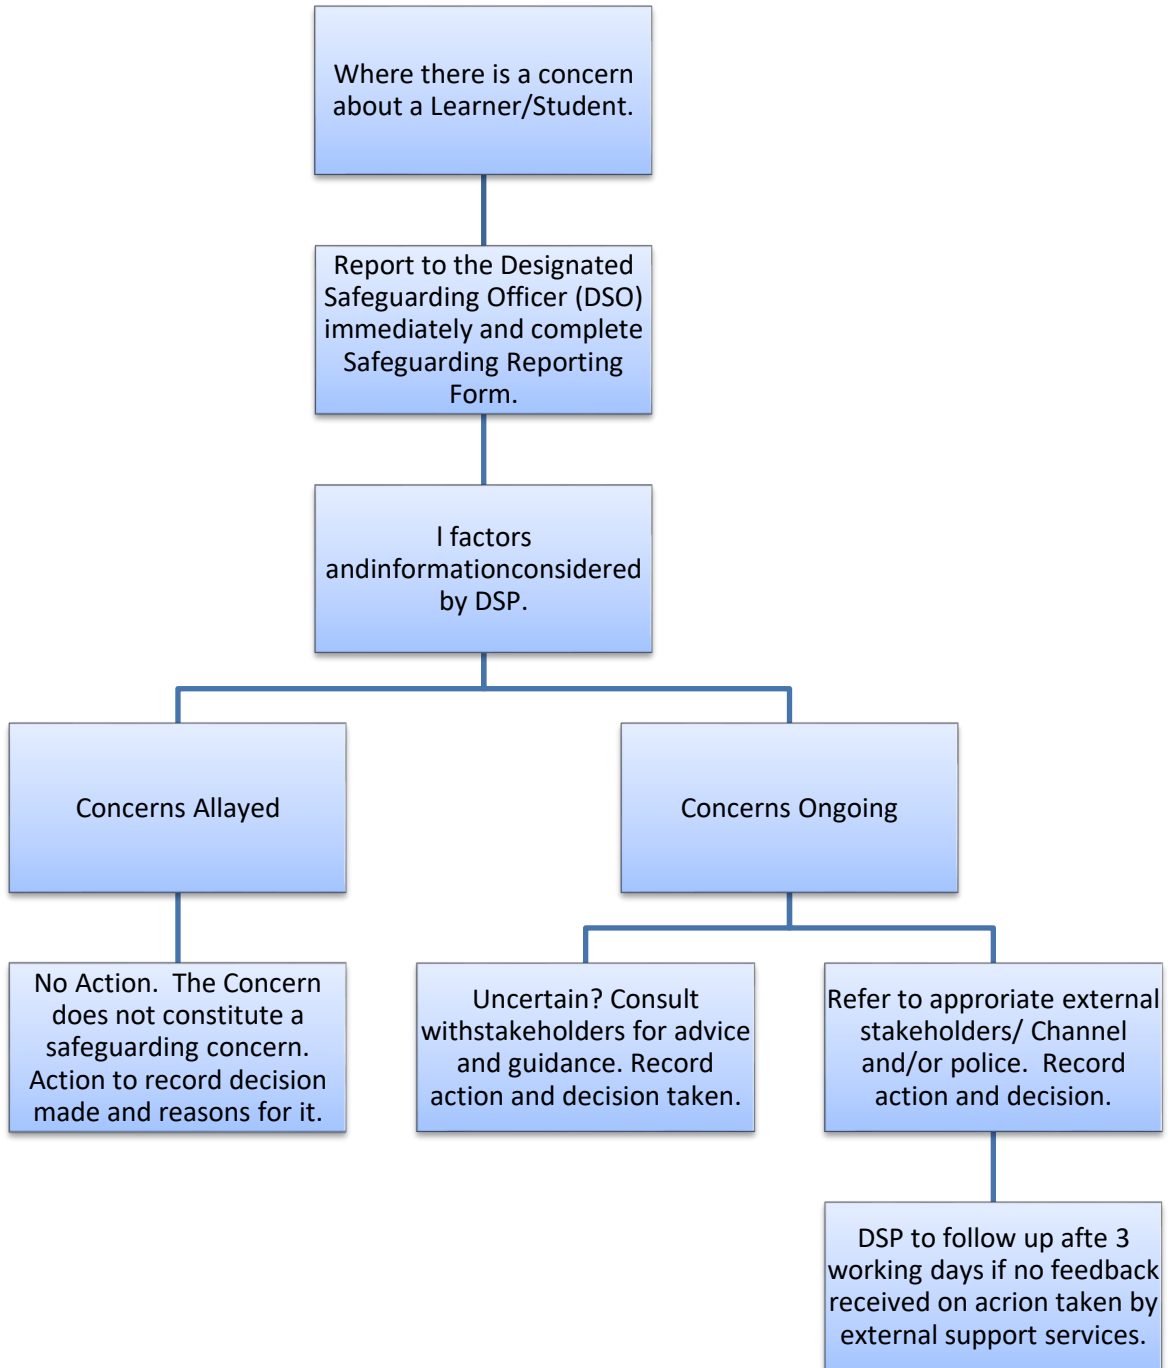 Where there is a concern
about a Learner/Student.
Report to the Designated
Safeguarding Officer (DSO)
immediately and complete
Safeguarding Reporting
Form.
l factors
andinformationconsidered
by DSP.
Concerns Allayed
Concerns Ongoing
No Action.  The Concern
does not constitute a
safeguarding concern.
Action to record decision
made and reasons for it.
Uncertain? Consult
withstakeholders for advice
and guidance. Record
action and decision taken.
Refer to approriate external
stakeholders/ Channel
and/or police.  Record
action and decision.
DSP to follow up afte 3
working days if no feedback
received on acrion taken by
external support services.